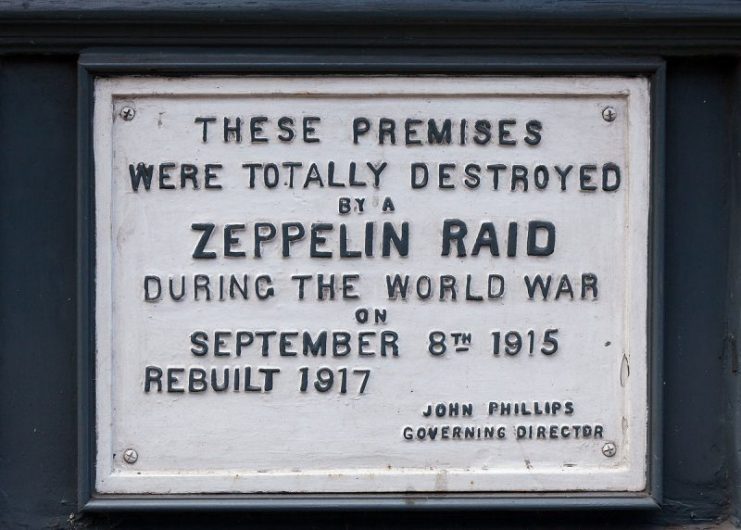 THESE PREMISES
WERE TOTALLY DESTROYED
BY A
ZEPPELIN RAID
DURING THE WORLD WAR
ON
SEPTEMBER 8TH 1915
REBUILT 1917
JOHN PHILLIPS
GOVERNING DIRECTOR